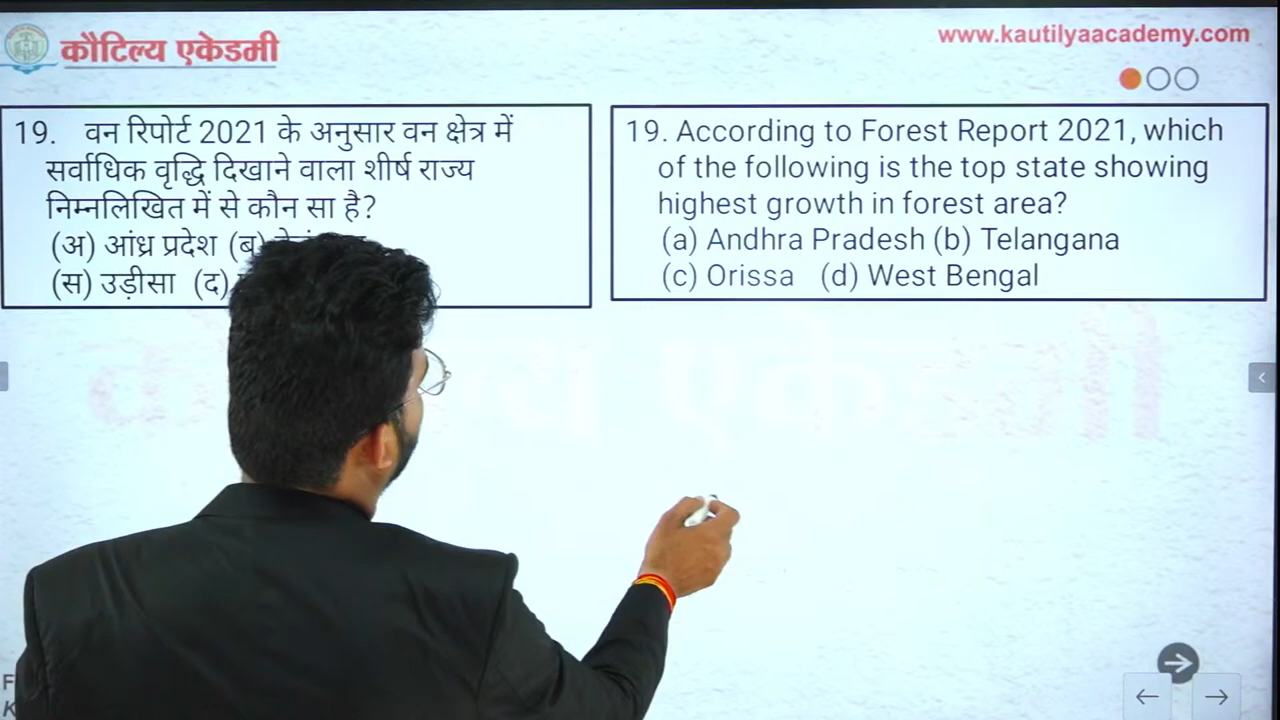 कौटिल्य एकेडमी
www.kautilyaacademy.com
19. वन रिपोर्ट 2021 के अनुसार वन क्षेत्र में
सर्वाधिक वृद्धि दिखाने वाला शीर्ष राज्य
निम्नलिखित में से कौन सा है?
(अ) आंध्र प्रदेश (ब)
(स) उड़ीसा (द)
19. According to Forest Report 2021, which
of the following is the top state showing
highest growth in forest area?
(a) Andhra Pradesh (b) Telangana
(c) Orissa (d) West Bengal